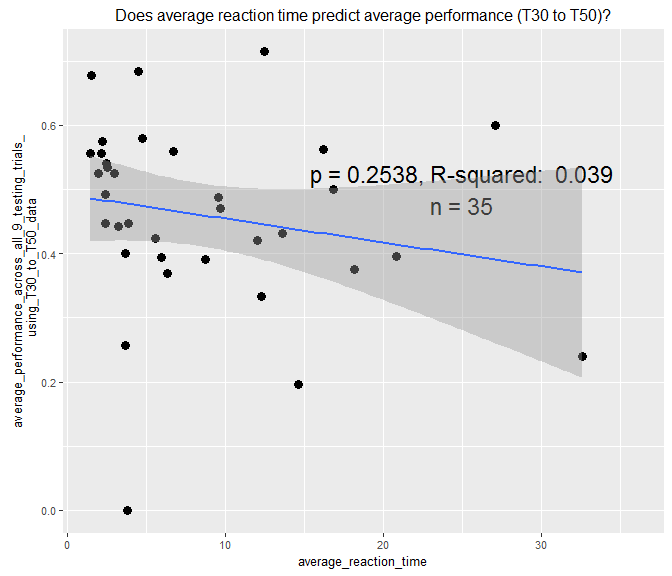 Does average reaction time predict average performance (T30 to T50)?
average_performance_across_all_9_testing_trials_
using_T30_to_T50_data
0.6
0.4
0.2
0.0
p = 0.2538, R-squared:  0.039
n = 35
0
10
20
30
average_reaction_time